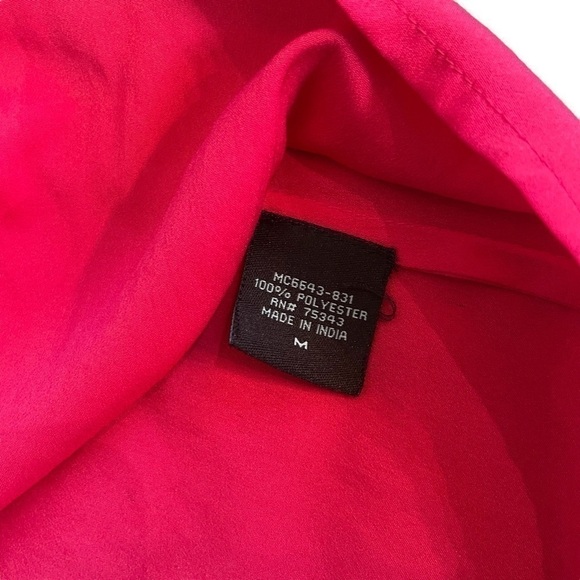 MC6643-831
100% POLYESTER
RN# 75343
MADE IN INDIA
M